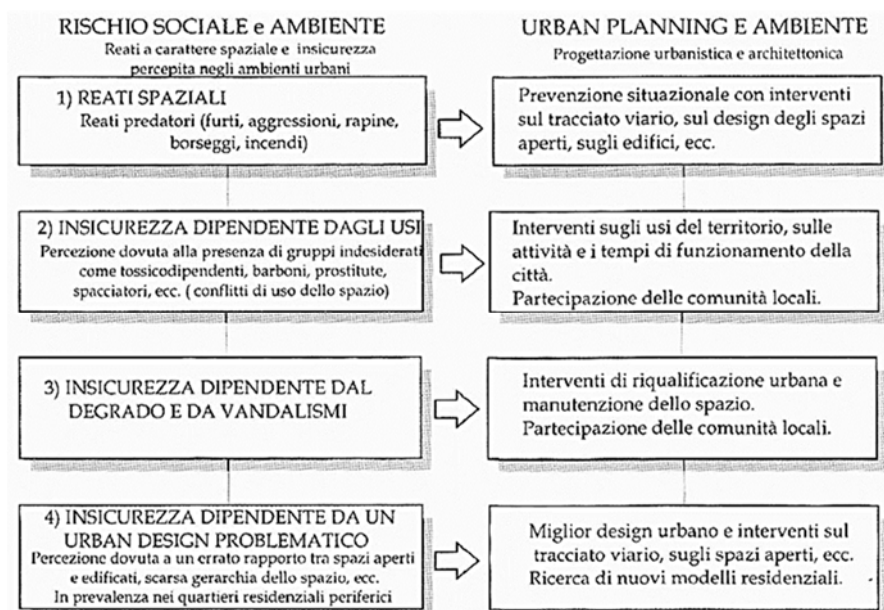 RISCHIO SOCIALE e AMBIENTE
Reati a carattere spaziale e insicurezza
percepita negli ambienti urbani
URBAN PLANNING E AMBIENTE
Progettazione urbanistica e architettonica
1) REATI SPAZIALI
Reati predatori (furti, aggressioni, rapine,
borseggi, incendi)
Prevenzione situazionale con interventi
sul tracciato viario, sul design degli spazi
aperti, sugli edifici, ecc.
2) INSICUREZZA DIPENDENTE DAGLI USI
Percezione dovuta alla presenza di gruppi indesiderati
come tossicodipendenti, barboni, prostitute,
spacciatori, ecc. ( conflitti di uso dello spazio)
Interventi sugli usi del territorio, sulle
attività e i tempi di funzionamento della
città.
Partecipazione delle comunità locali.
3) INSICUREZZA DIPENDENTE DAL
DEGRADO E DA VANDALISMI
Interventi di riqualificazione urbana e
manutenzione dello spazio.
Partecipazione delle comunità locali.
4) INSICUREZZA DIPENDENTE DA UN
URBAN DESIGN PROBLEMATICO
Percezione dovuta a un errato rapporto tra spazi aperti
e edificati, scarsa gerarchia dello spazio, ecc.
In prevalenza nei quartieri residenziali periferici
Miglior design urbano e interventi sul
tracciato viario, sugli spazi aperti, ecc.
Ricerca di nuovi modelli residenziali.